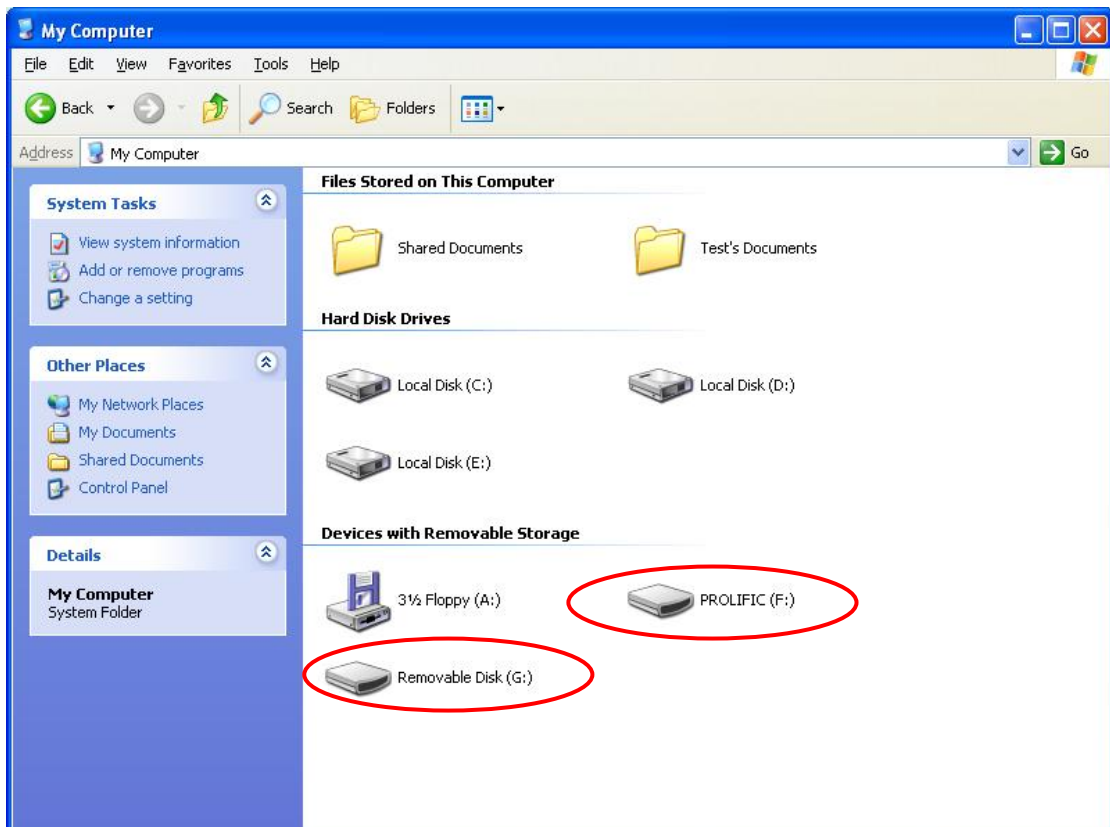 My Computer
File Edit View Favorites Tools Help
Back Search Folders
Address My Computer Go
System Tasks
View system information
Add or remove programs
Change a setting
Other Places
My Network Places
My Documents
Shared Documents
Control Panel
Details
My Computer
System Folder
Files Stored on This Computer
Shared Documents Test's Documents
Hard Disk Drives
Local Disk (C:) Local Disk (D:)
Local Disk (E:)
Devices with Removable Storage
3½ Floppy (A:) PROLIFIC (F:)
Removable Disk (G:)